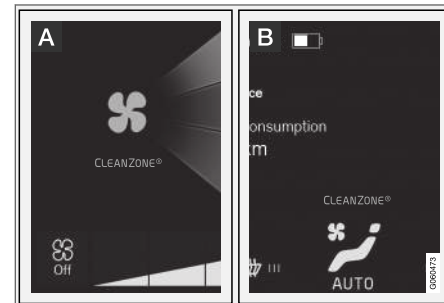 A
CLEANZONE®
Off
B
ce
onsumption
km
CLEANZONE®
AUTO
G060473